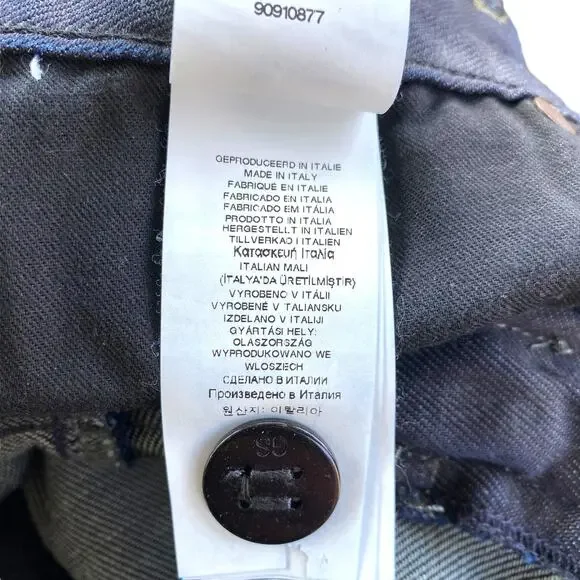 90910877
GEPRODUCEERD IN ITALIE
MADE IN ITALY
FABRIQUÉ EN ITALIE
FABRICADO EN ITALIA
FABRICADO EM ITÁLIA
PRODOTTO IN ITALIA
HERGESTELLT IN ITALIEN
TILLVERKAD I ITALIEN
Κατασκευή Ιταλία
ITALIAN MALI
(İTALYA'DA ÜRETİLMİŞTİR)
VYROBENO V ITÁLII
VYROBENÉ V TALIANSKU
IZDELANO V ITALIJI
GYÁRTÁSI HELY:
OLASZORSZÁG
WYPRODUKOWANO WE
WLOSZECH
СДЕЛАНО В ИТАЛИИ
Произведено в Италия
원산지: 이탈리아